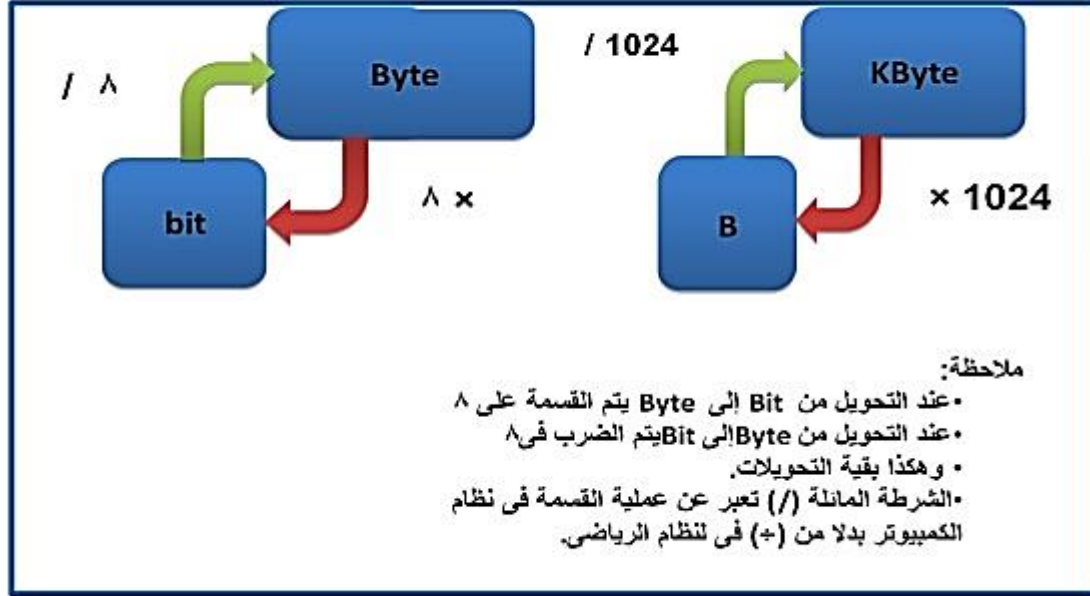 Byte
/ ٨
bit
٨ ×
/ 1024
KByte
B
× 1024
ملاحظة:
•عند التحويل من Bit إلى Byte يتم القسمة على ٨
•عند التحويل من Byteإلى Bitيتم الضرب فى٨
• وهكذا بقية التحويلات.
•الشرطة المائلة (/) تعبر عن عملية القسمة فى نظام
الكمبيوتر بدلا من (÷) فى لنظام الرياضى.